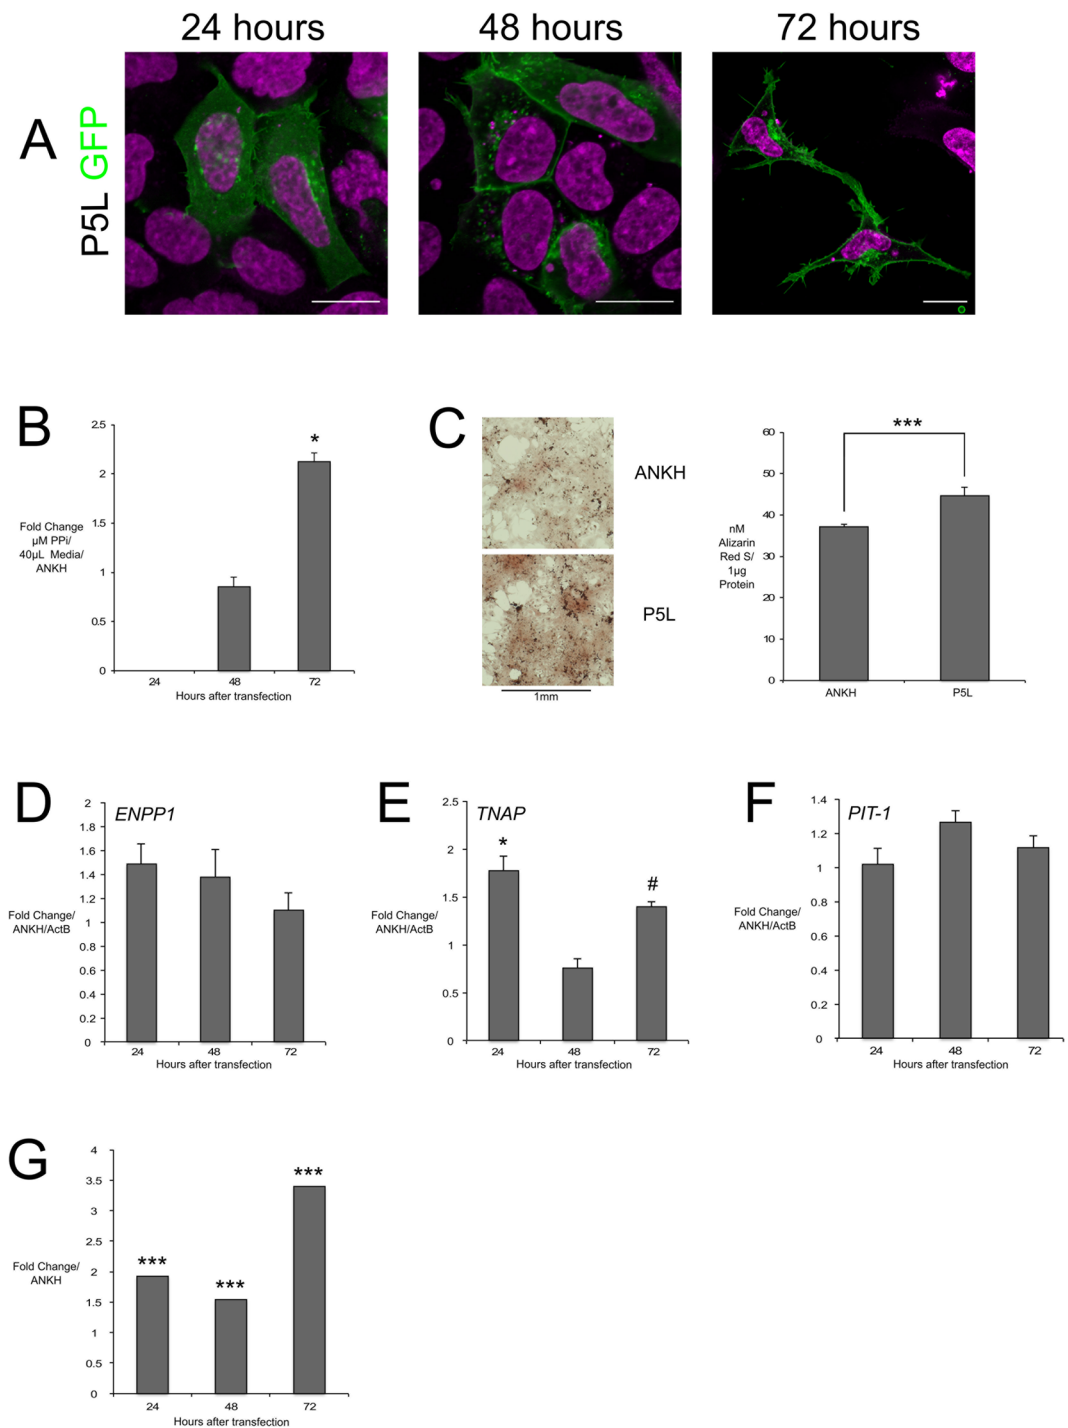 24 hours
48 hours
72 hours
A
P5L GFP
B
2.5
2
1.5
1
0.5
0
Fold Change
µM PPi/
40µL Media/
ANKH
*
24
48
72
Hours after transfection
C
ANKH
P5L
1mm
60
50
40
30
20
10
0
nM
Alizarin
Red S/
1µg
Protein
***
ANKH
P5L
D
ENPP1
2
1.8
1.6
1.4
1.2
1
0.8
0.6
0.4
0.2
0
Fold Change/
ANKH/ActB
24
48
72
Hours after transfection
E
TNAP
2.5
2
1.5
1
0.5
0
Fold Change/
ANKH/ActB
*
#
24
48
72
Hours after transfection
F
PIT-1
1.4
1.2
1
0.8
0.6
0.4
0.2
0
Fold Change/
ANKH/ActB
24
48
72
Hours after transfection
G
4
3.5
3
2.5
2
1.5
1
0.5
0
Fold Change/
ANKH
***
***
***
24
48
72
Hours after transfection